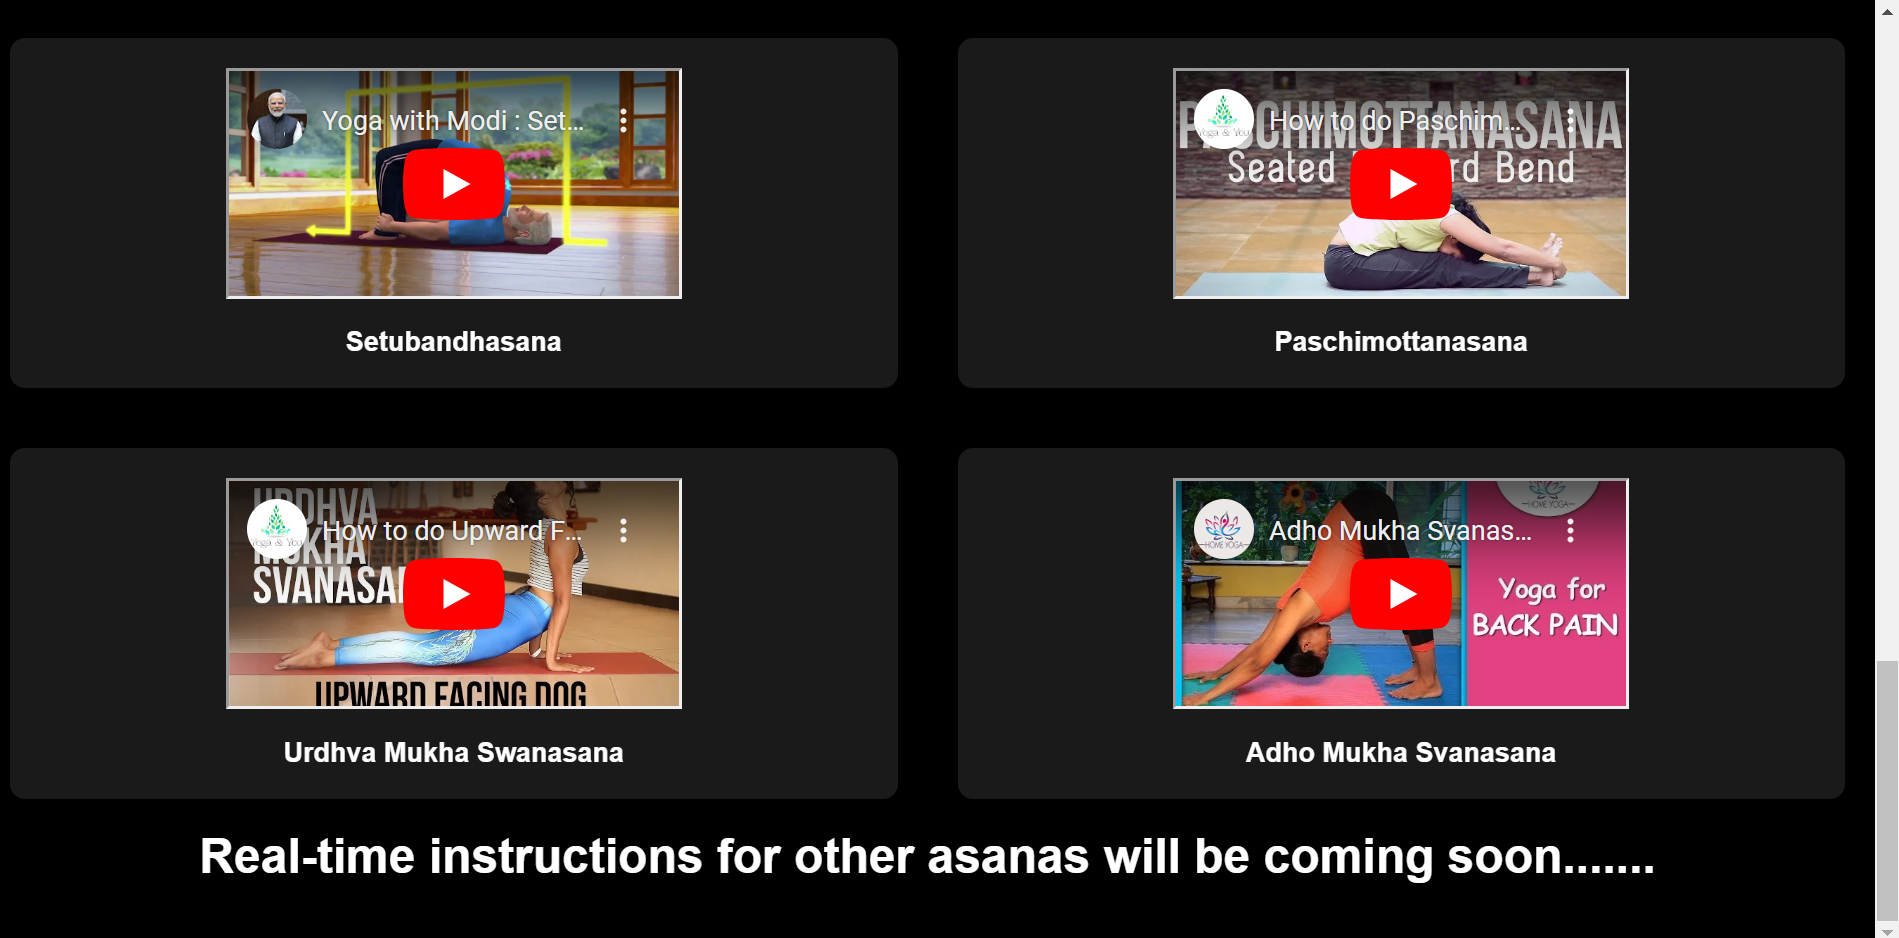 Yoga with Modi : Set...
Setubandhasana
PASCHIMOTTANASANA
Yoga & You
How to do Paschim...
Seated rd Bend
Paschimottanasana
URDHVA
MUKHA
SVANASA
Yoga & You
How to do Upward F...
UPWARD FACING DOG
Urdhva Mukha Swanasana
HOME YOGA
HOME YOGA
Adho Mukha Svanas...
Yoga for
BACK PAIN
Adho Mukha Svanasana
Real-time instructions for other asanas will be coming soon.......